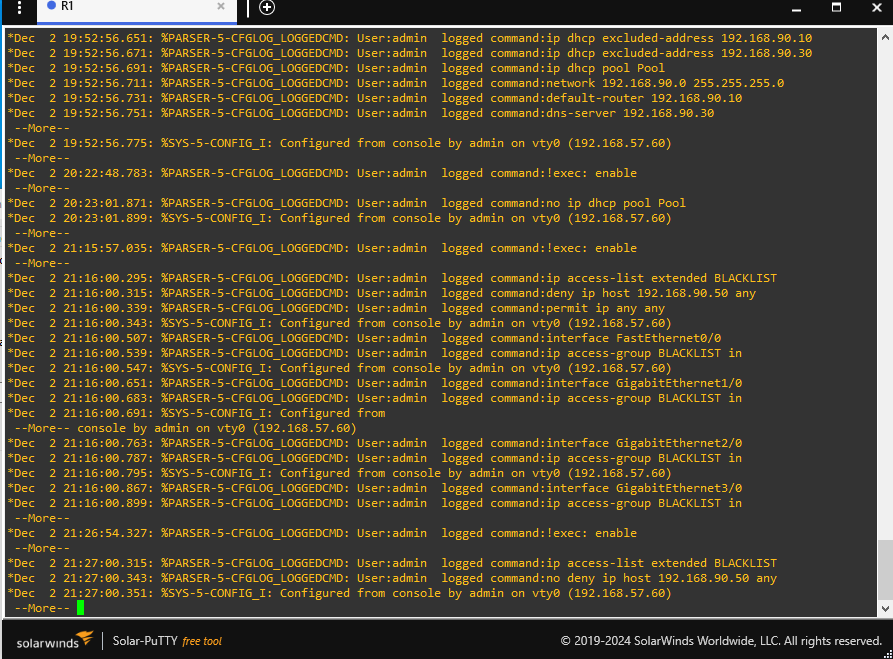 R1
*Dec  2 19:52:56.651: %PARSER-5-CFGLOG_LOGGEDCMD: User:admin  logged command:ip dhcp excluded-address 192.168.90.10
*Dec  2 19:52:56.671: %PARSER-5-CFGLOG_LOGGEDCMD: User:admin  logged command:ip dhcp excluded-address 192.168.90.30
*Dec  2 19:52:56.691: %PARSER-5-CFGLOG_LOGGEDCMD: User:admin  logged command:ip dhcp pool Pool
*Dec  2 19:52:56.711: %PARSER-5-CFGLOG_LOGGEDCMD: User:admin  logged command:network 192.168.90.0 255.255.255.0
*Dec  2 19:52:56.731: %PARSER-5-CFGLOG_LOGGEDCMD: User:admin  logged command:default-router 192.168.90.10
*Dec  2 19:52:56.751: %PARSER-5-CFGLOG_LOGGEDCMD: User:admin  logged command:dns-server 192.168.90.30
--More--
*Dec  2 19:52:56.775: %SYS-5-CONFIG_I: Configured from console by admin on vty0 (192.168.57.60)
--More--
*Dec  2 20:22:48.783: %PARSER-5-CFGLOG_LOGGEDCMD: User:admin  logged command:!exec: enable
--More--
*Dec  2 20:23:01.871: %PARSER-5-CFGLOG_LOGGEDCMD: User:admin  logged command:no ip dhcp pool Pool
*Dec  2 20:23:01.899: %SYS-5-CONFIG_I: Configured from console by admin on vty0 (192.168.57.60)
--More--
*Dec  2 21:15:57.035: %PARSER-5-CFGLOG_LOGGEDCMD: User:admin  logged command:!exec: enable
--More--
*Dec  2 21:16:00.295: %PARSER-5-CFGLOG_LOGGEDCMD: User:admin  logged command:ip access-list extended BLACKLIST
*Dec  2 21:16:00.315: %PARSER-5-CFGLOG_LOGGEDCMD: User:admin  logged command:deny ip host 192.168.90.50 any
*Dec  2 21:16:00.339: %PARSER-5-CFGLOG_LOGGEDCMD: User:admin  logged command:permit ip any any
*Dec  2 21:16:00.343: %SYS-5-CONFIG_I: Configured from console by admin on vty0 (192.168.57.60)
*Dec  2 21:16:00.507: %PARSER-5-CFGLOG_LOGGEDCMD: User:admin  logged command:interface FastEthernet0/0
*Dec  2 21:16:00.539: %PARSER-5-CFGLOG_LOGGEDCMD: User:admin  logged command:ip access-group BLACKLIST in
*Dec  2 21:16:00.547: %SYS-5-CONFIG_I: Configured from console by admin on vty0 (192.168.57.60)
*Dec  2 21:16:00.651: %PARSER-5-CFGLOG_LOGGEDCMD: User:admin  logged command:interface GigabitEthernet1/0
*Dec  2 21:16:00.683: %PARSER-5-CFGLOG_LOGGEDCMD: User:admin  logged command:ip access-group BLACKLIST in
*Dec  2 21:16:00.691: %SYS-5-CONFIG_I: Configured from
--More-- console by admin on vty0 (192.168.57.60)
*Dec  2 21:16:00.763: %PARSER-5-CFGLOG_LOGGEDCMD: User:admin  logged command:interface GigabitEthernet2/0
*Dec  2 21:16:00.787: %PARSER-5-CFGLOG_LOGGEDCMD: User:admin  logged command:ip access-group BLACKLIST in
*Dec  2 21:16:00.795: %SYS-5-CONFIG_I: Configured from console by admin on vty0 (192.168.57.60)
*Dec  2 21:16:00.867: %PARSER-5-CFGLOG_LOGGEDCMD: User:admin  logged command:interface GigabitEthernet3/0
*Dec  2 21:16:00.899: %PARSER-5-CFGLOG_LOGGEDCMD: User:admin  logged command:ip access-group BLACKLIST in
--More--
*Dec  2 21:26:54.327: %PARSER-5-CFGLOG_LOGGEDCMD: User:admin  logged command:!exec: enable
--More--
*Dec  2 21:27:00.315: %PARSER-5-CFGLOG_LOGGEDCMD: User:admin  logged command:ip access-list extended BLACKLIST
*Dec  2 21:27:00.343: %PARSER-5-CFGLOG_LOGGEDCMD: User:admin  logged command:no deny ip host 192.168.90.50 any
*Dec  2 21:27:00.351: %SYS-5-CONFIG_I: Configured from console by admin on vty0 (192.168.57.60)
--More--
solarwinds | Solar-PuTTY free tool © 2019-2024 SolarWinds Worldwide, LLC. All rights reserved.